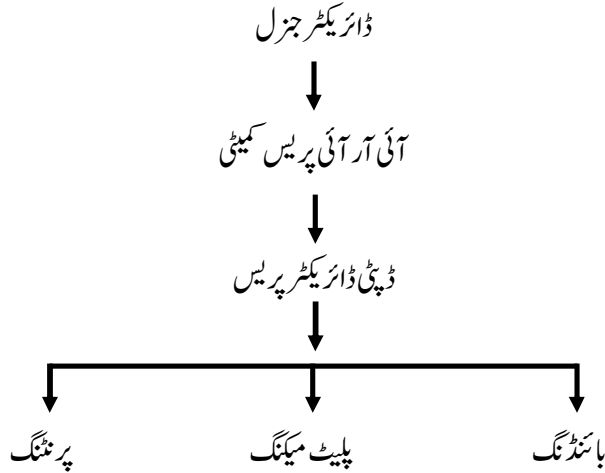 ڈائریکٹر جنرل
آئی آر آئی پریس کمیٹی
ڈپٹی ڈائریکٹر پریس
بائنڈنگ پلیٹ میکنگ پرنٹنگ